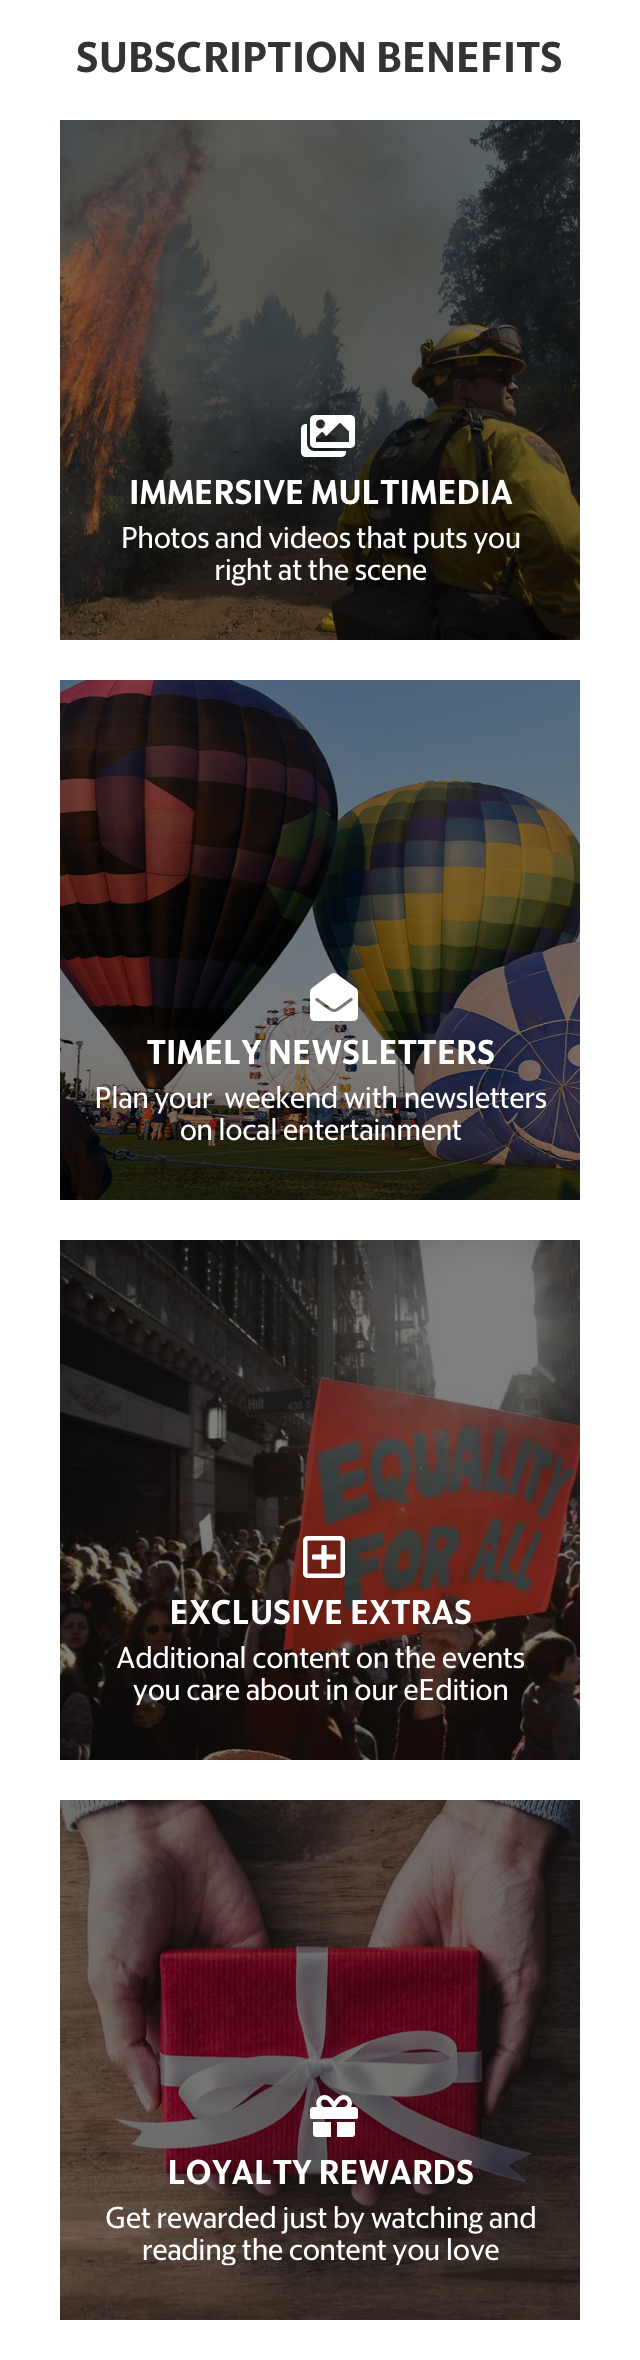 SUBSCRIPTION BENEFITS
IMMERSIVE MULTIMEDIA
Photos and videos that puts you
right at the scene
TIMELY NEWSLETTERS
Plan your  weekend with newsletters
on local entertainment
Hill
400 S
EQUALITY
FOR ALL
EXCLUSIVE EXTRAS
Additional content on the events
you care about in our eEdition
LOYALTY REWARDS
Get rewarded just by watching and
reading the content you love